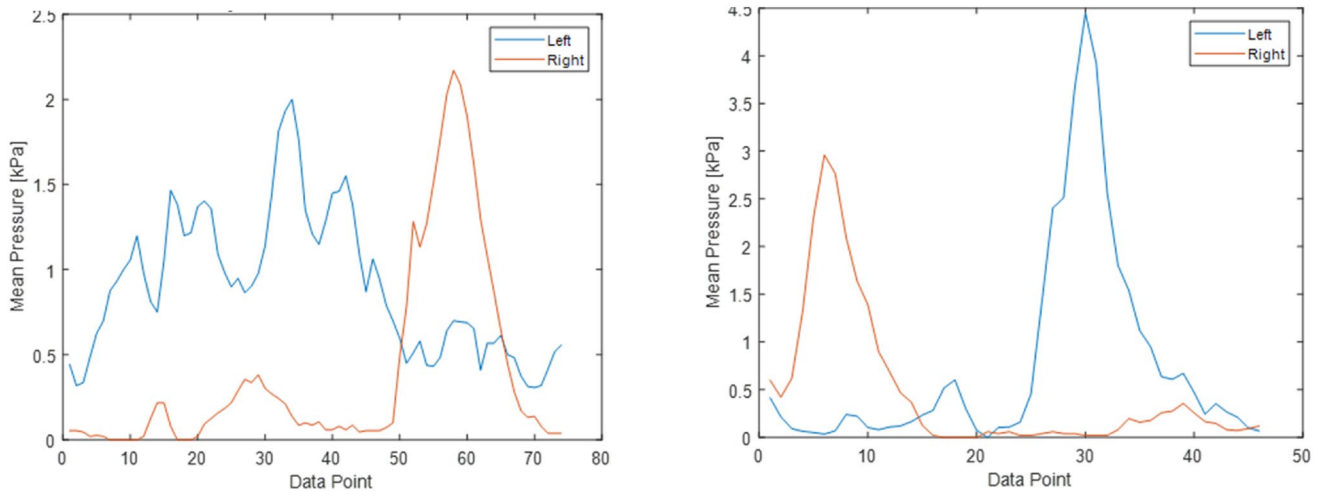 2.5
2
1.5
1
0.5
0
Mean Pressure [kPa]
Left
Right
0 10 20 30 40 50 60 70 80
Data Point
4.5
4
3.5
3
2.5
2
1.5
1
0.5
0
Mean Pressure [kPa]
Left
Right
0 10 20 30 40 50
Data Point